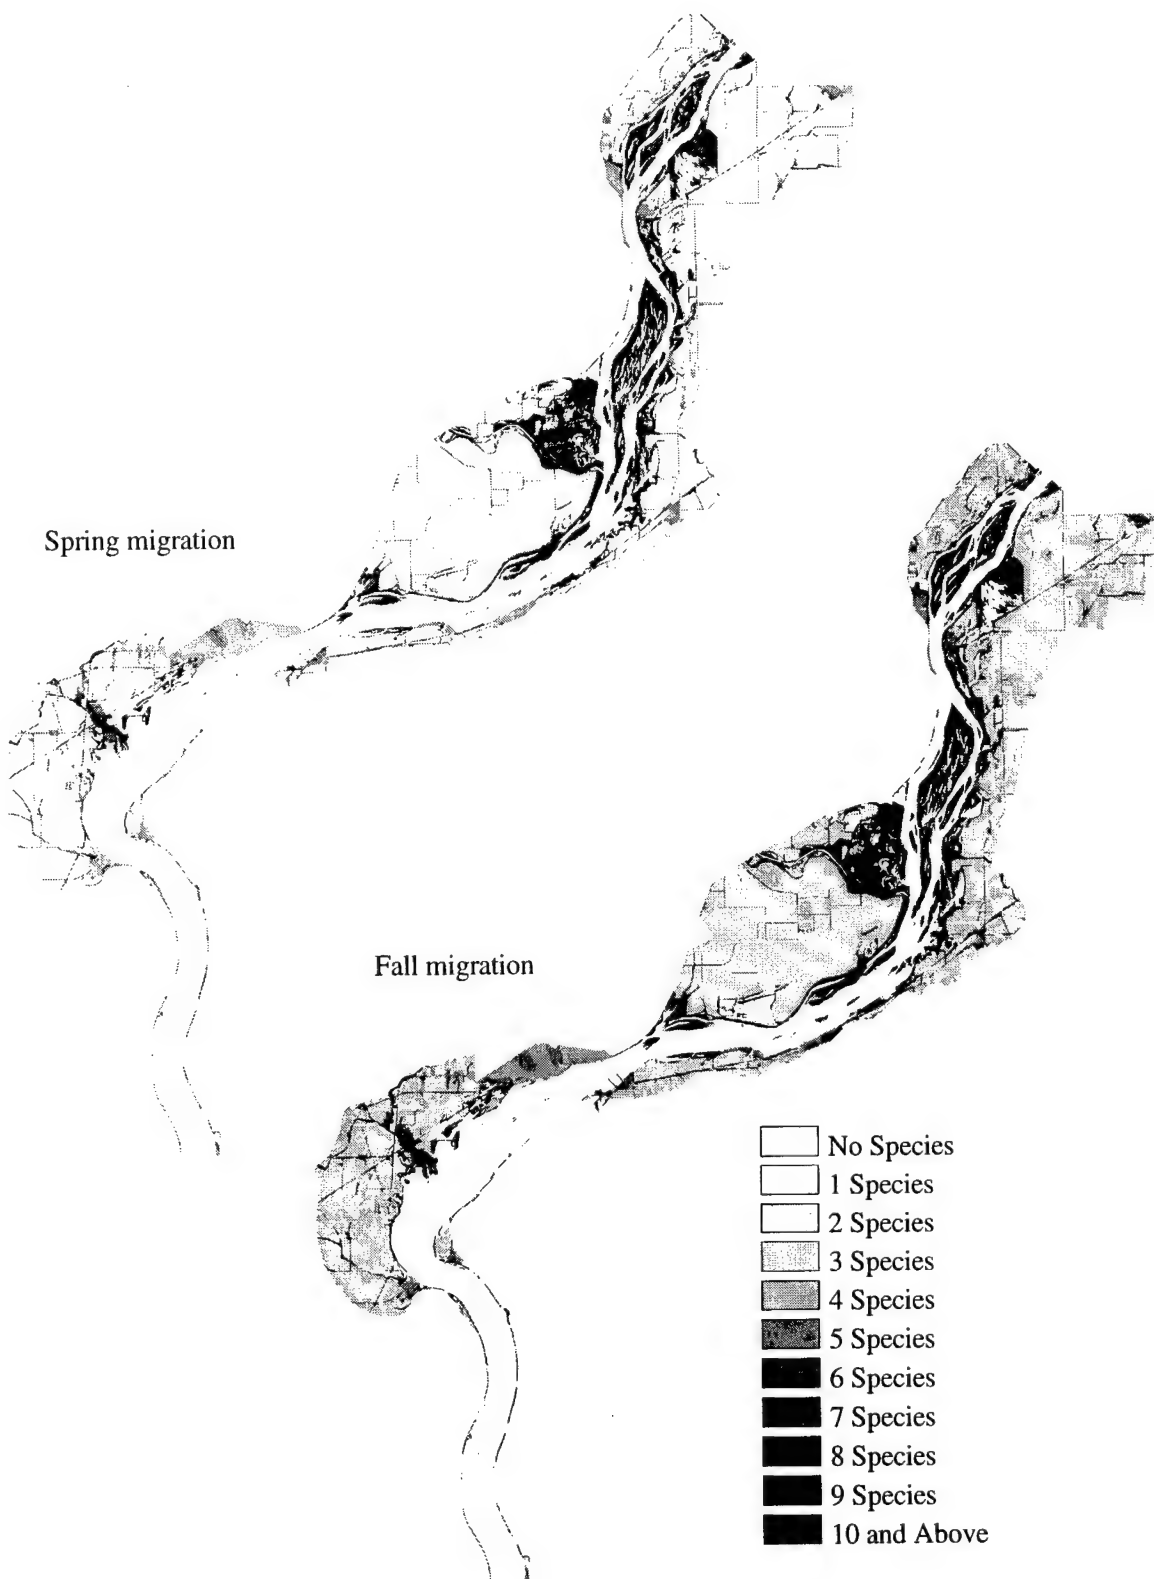 Spring migration
Fall migration
No Species
1 Species
2 Species
3 Species
4 Species
5 Species
6 Species
7 Species
8 Species
9 Species
10 and Above